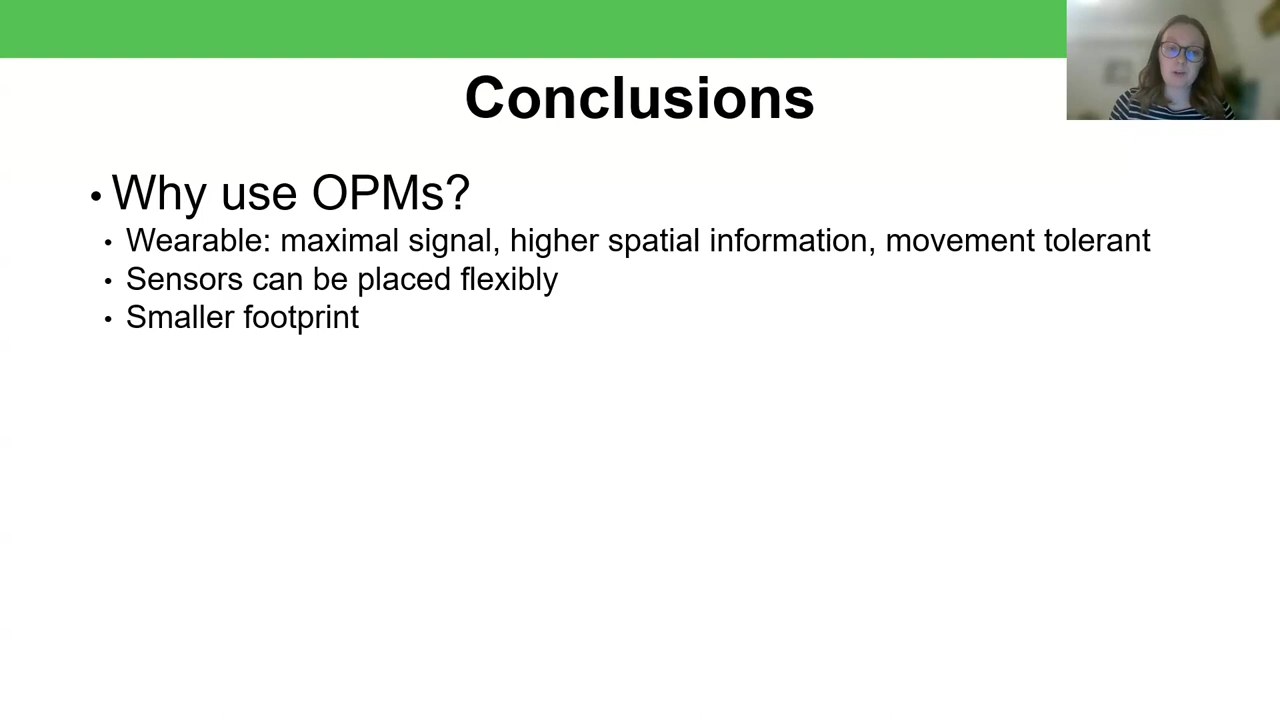 Conclusions
• Why use OPMs?
• Wearable: maximal signal, higher spatial information, movement tolerant
• Sensors can be placed flexibly
• Smaller footprint